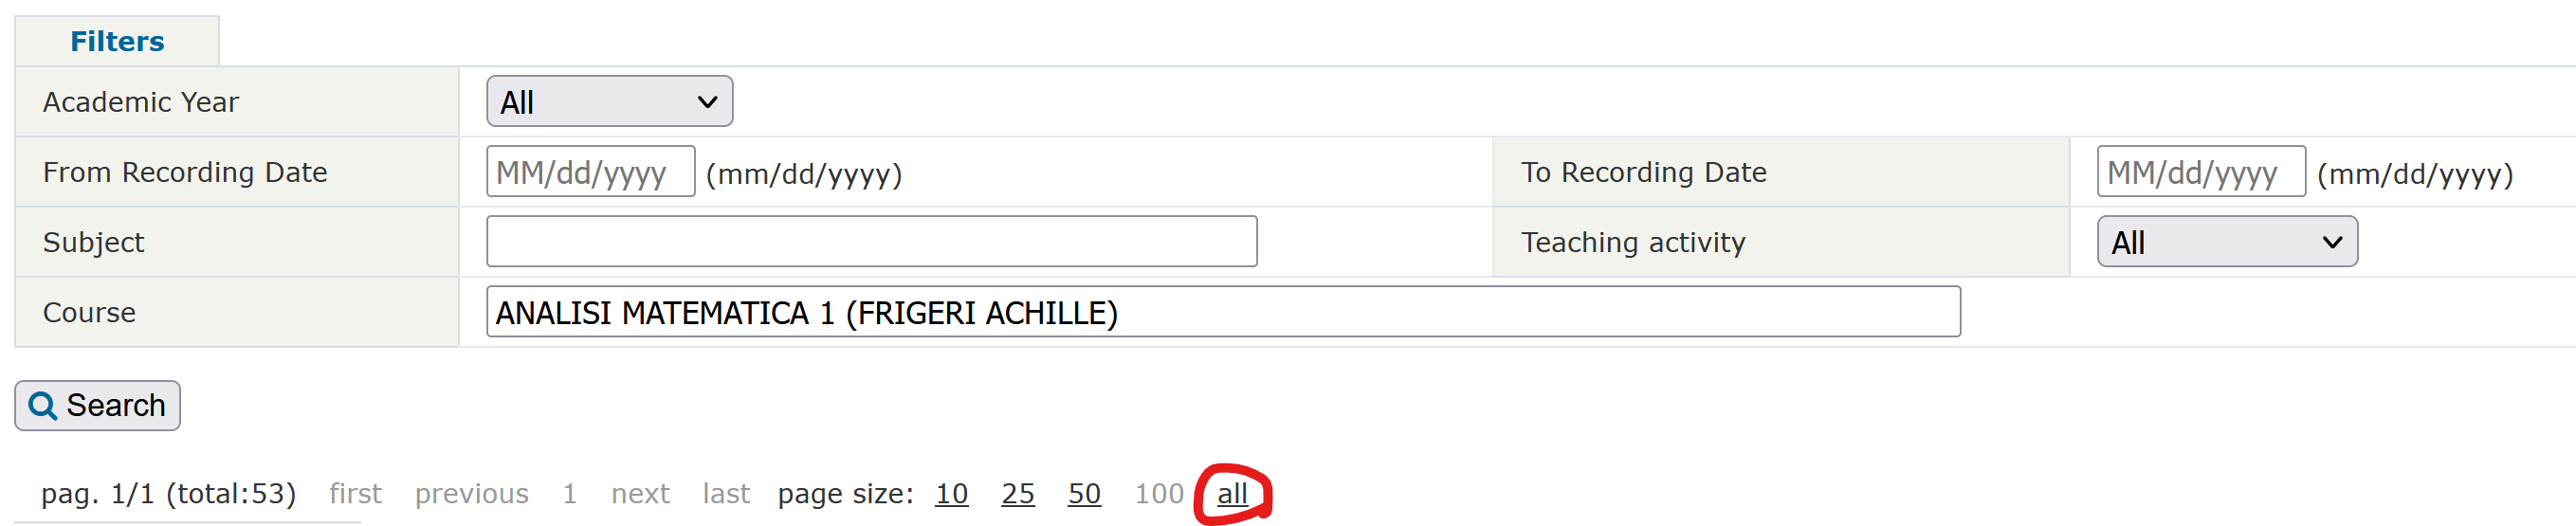 Filters
Academic Year All
From Recording Date MM/dd/yyyy (mm/dd/yyyy) To Recording Date MM/dd/yyyy (mm/dd/yyyy)
Subject Teaching activity All
Course ANALISI MATEMATICA 1 (FRIGERI ACHILLE)
Search
pag. 1/1 (total:53) first previous 1 next last page size: 10 25 50 100 all